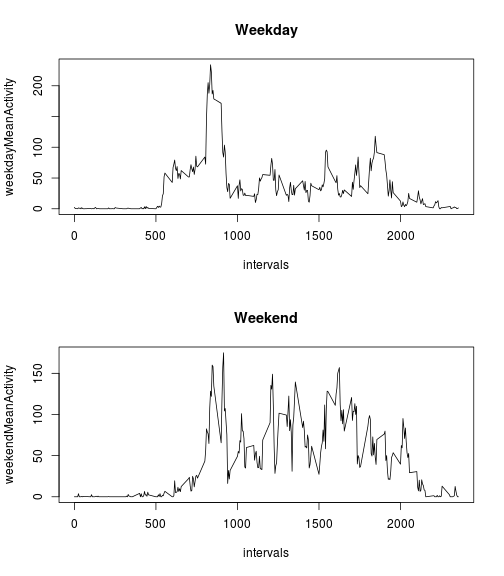 Weekday
weekdayMeanActivity
0 50 100 200
0 500 1000 1500 2000
intervals
Weekend
weekendMeanActivity
0 50 100 150
0 500 1000 1500 2000
intervals